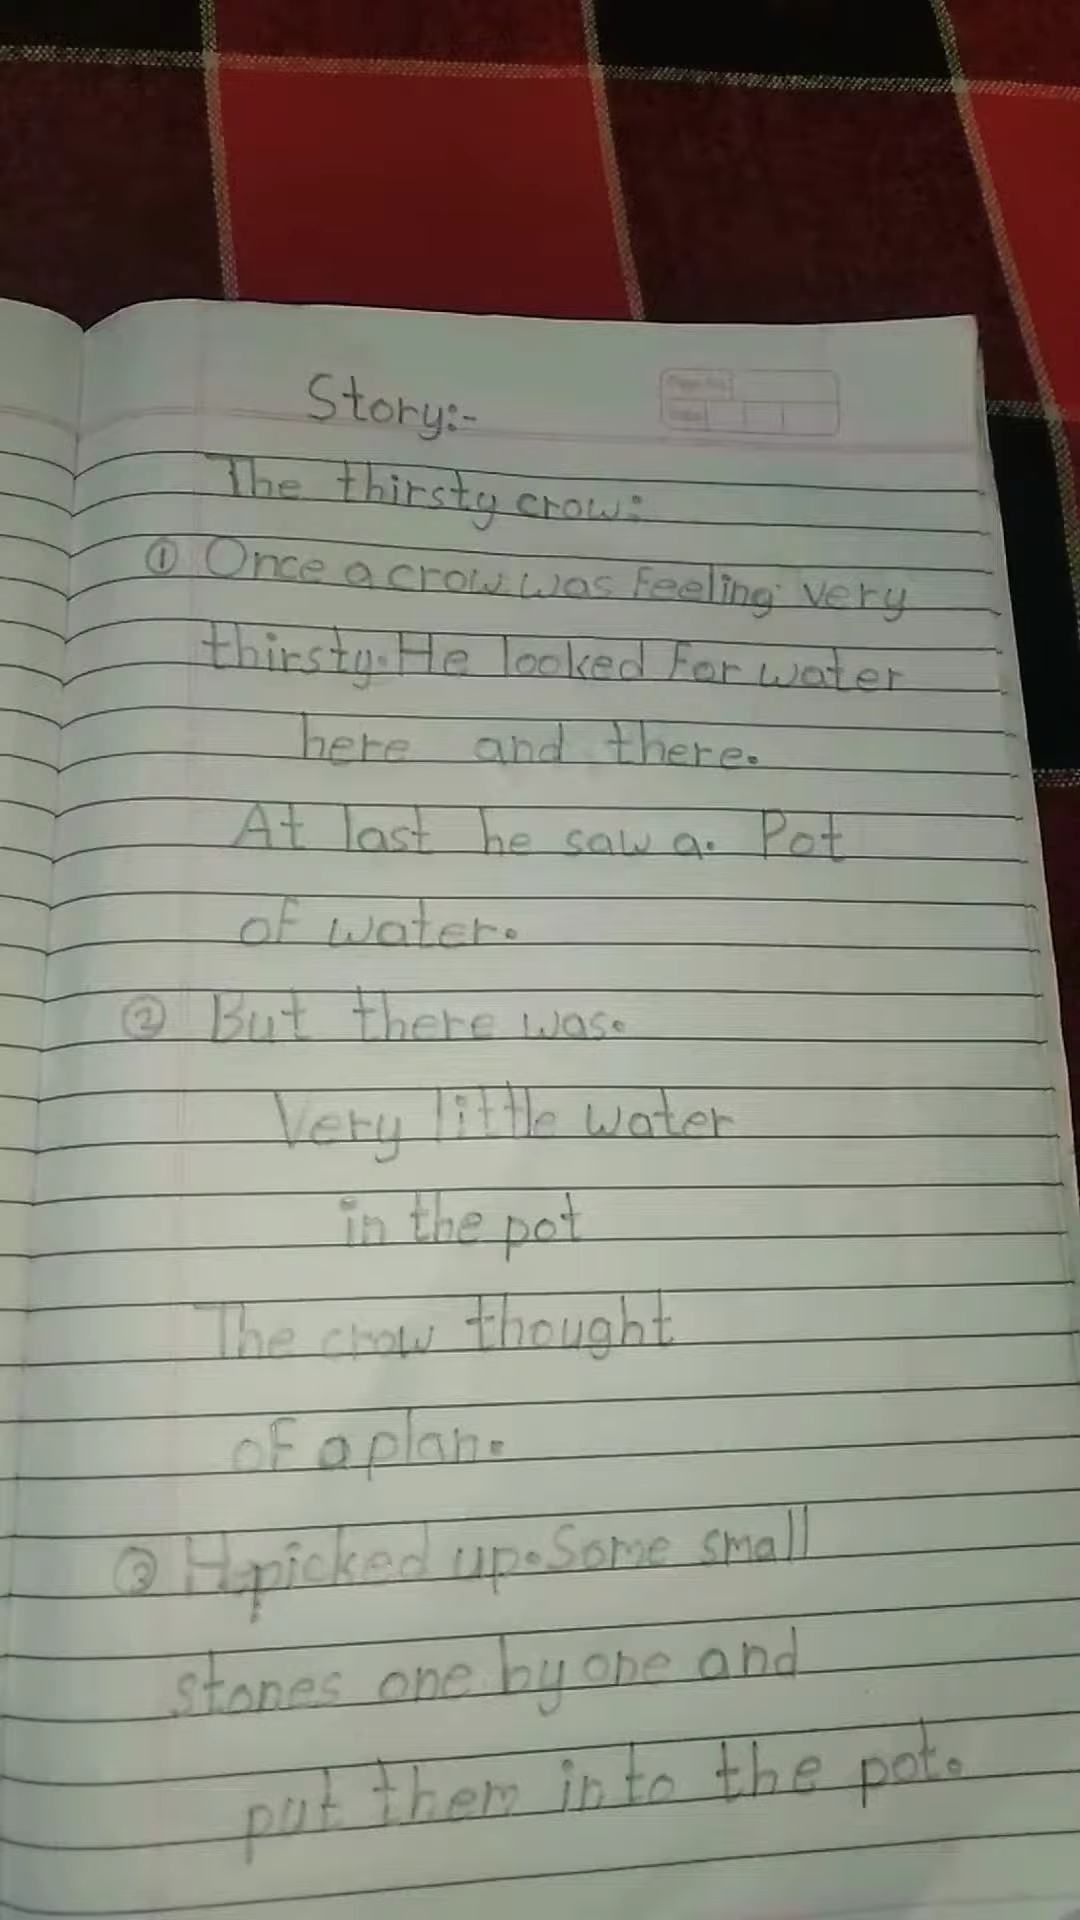 Story:-
The thirsty crow:
① Once a crow was feeling very
thirsty. He looked for water
here and there.
At last he saw a. Pot
of water.
② But there was.
Very little water
in the pot
The crow thought
of a plan.
③ H picked up. Some small
stones one by one and
put them into the pot.